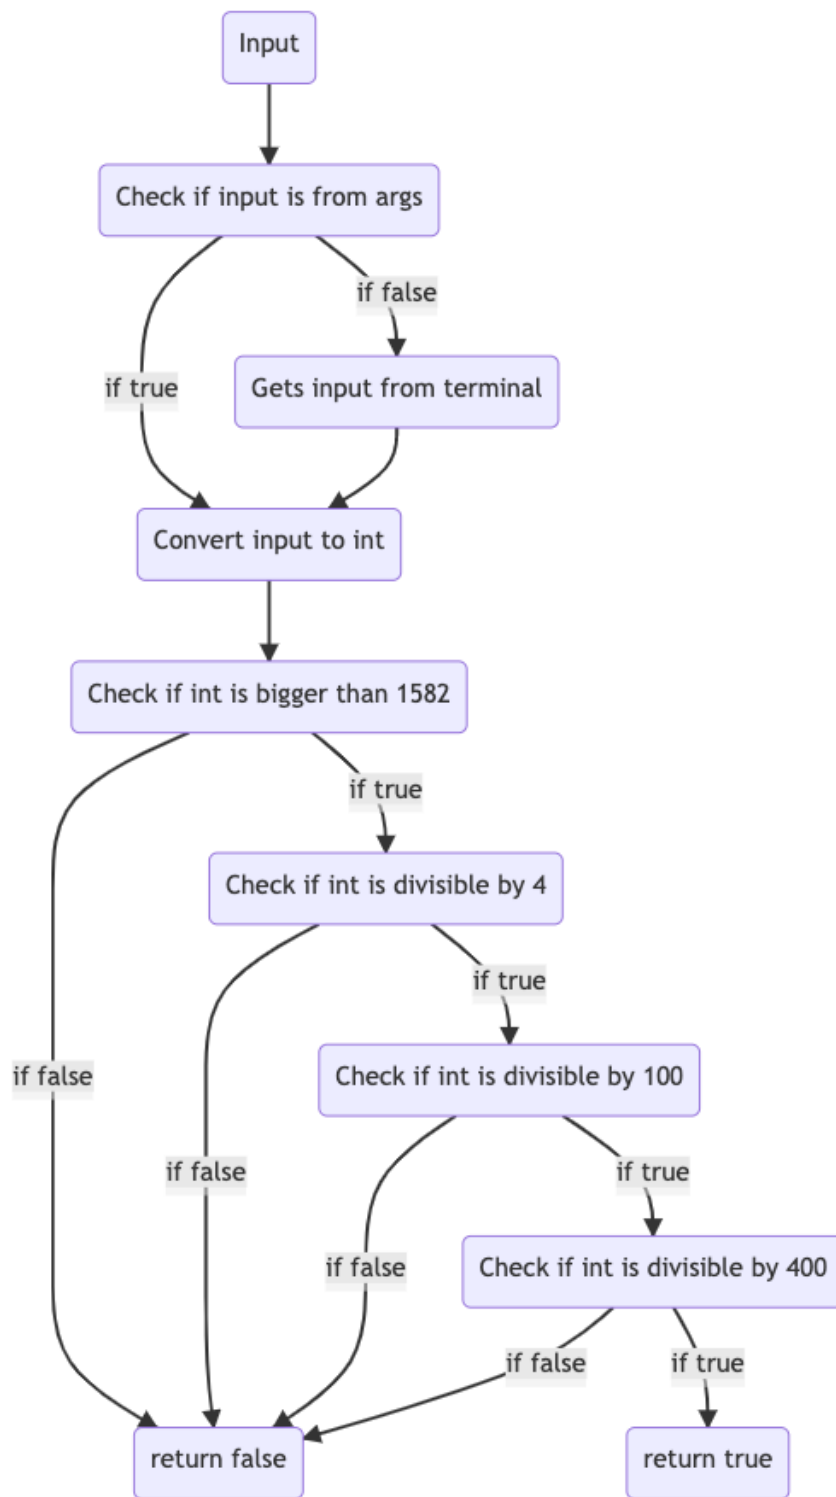 Input
Check if input is from args
if false
if true
Gets input from terminal
Convert input to int
Check if int is bigger than 1582
if true
Check if int is divisible by 4
if true
if false
Check if int is divisible by 100
if false
if true
if false
Check if int is divisible by 400
if false
if true
return false
return true